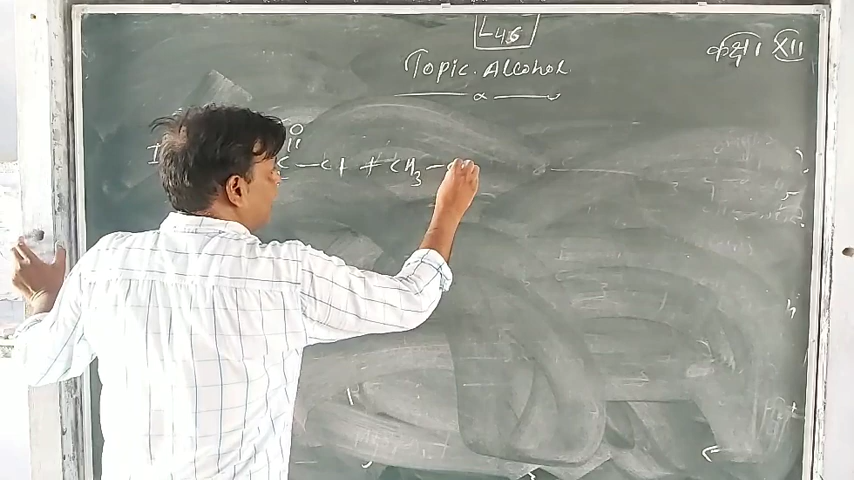 L46
Topic. Alcohol
कक्षा । XII
O
||
C — Cl + CH3 —